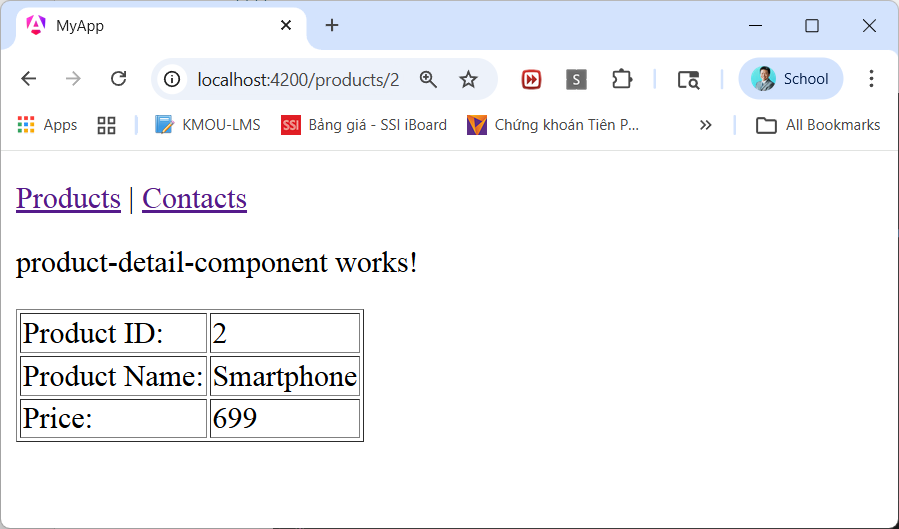 MyApp
localhost:4200/products/2
S
School
Apps
KMOU-LMS
SSI
Bảng giá - SSI iBoard
Chứng khoán Tiên P...
All Bookmarks
Products | Contacts
product-detail-component works!
Product ID: 2
Product Name: Smartphone
Price: 699